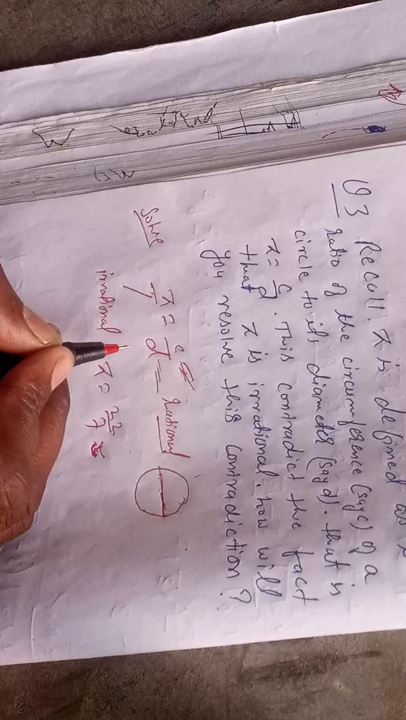 Q3 Recall π is defined as
ratio of the circumference (say c) of a
circle to its diameter (say d). that is
π = c/d. This contradict the fact
that π is irrational. how will
you resolve this contradiction?
Solve
π = c/d = Rational
irrational π = 22/7